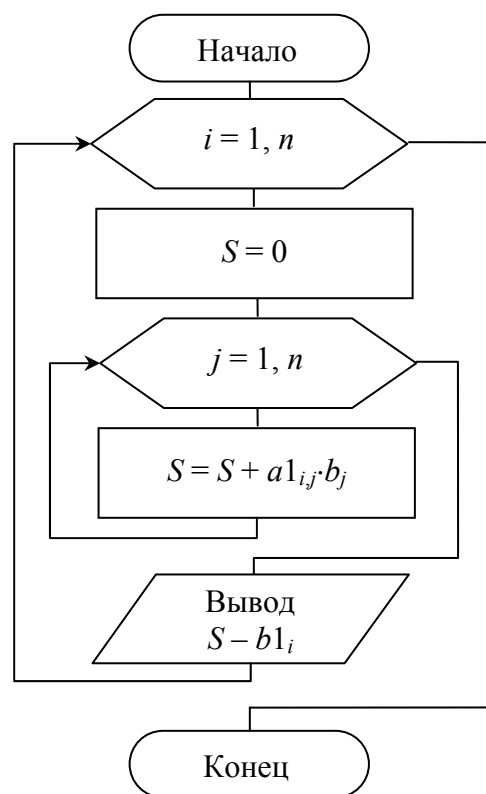 Начало
i = 1, n
S = 0
j = 1, n
S = S + a1i,j·bj
Вывод
S – b1i
Конец